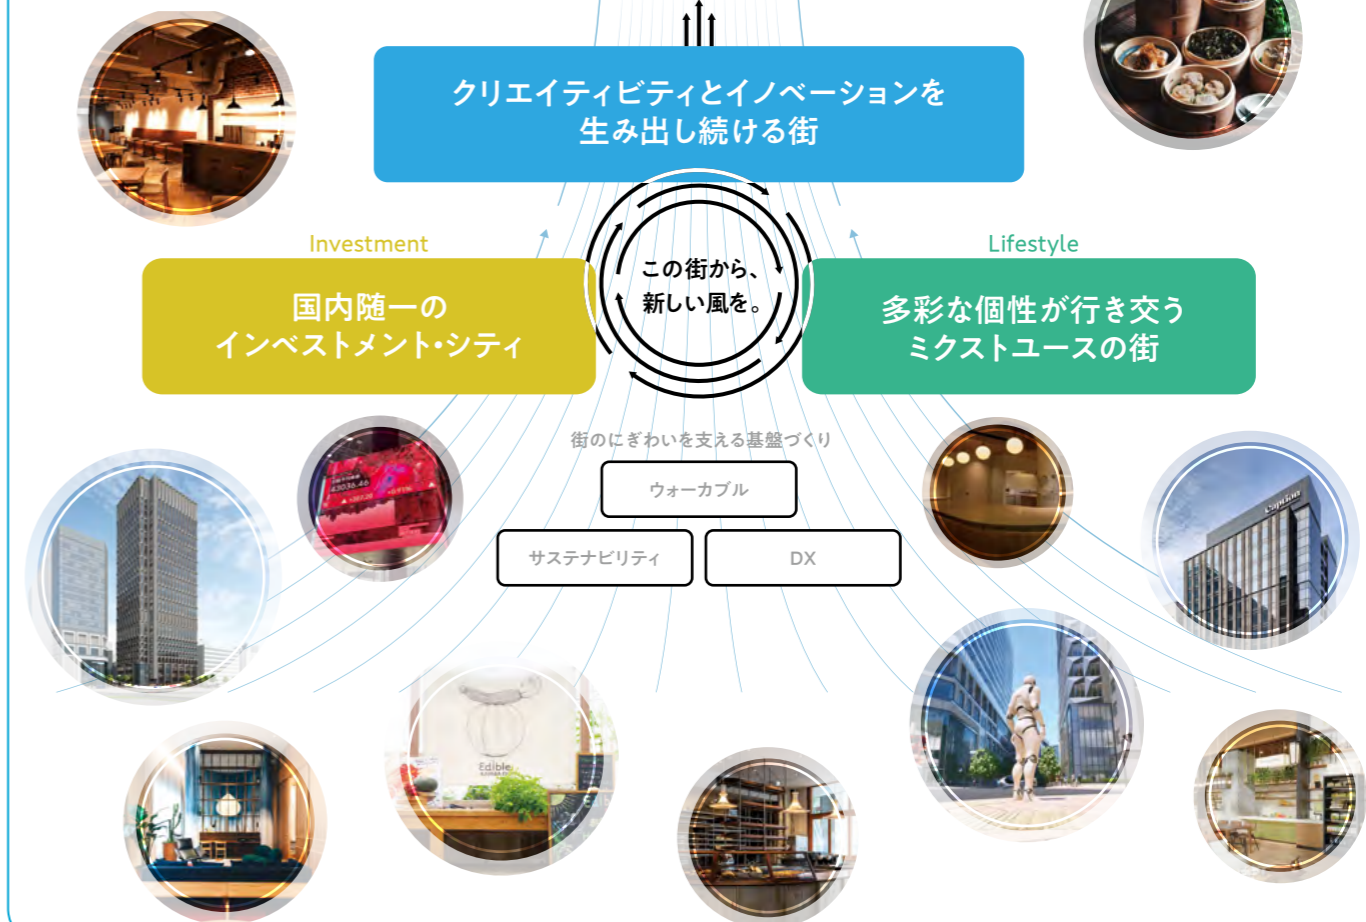 クリエイティビティとイノベーションを
生み出し続ける街
Investment
国内随一の
インベストメント・シティ
この街から、
新しい風を。
Lifestyle
多彩な個性が行き交う
ミクストユースの街
街のにぎわいを支える基盤づくり
ウォーカブル
サステナビリティ
DX
43036.46
Caption
Edible